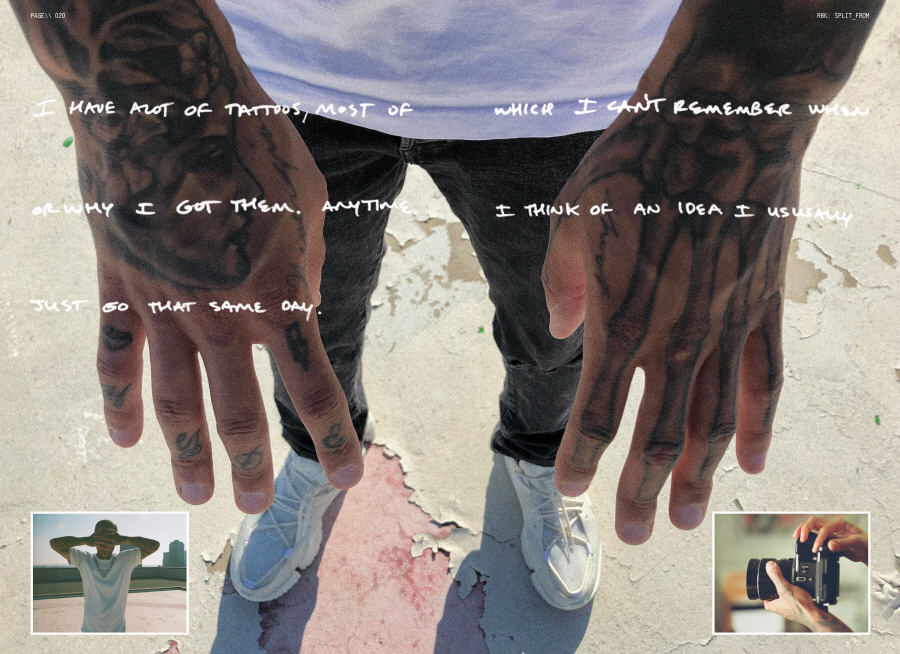 PAGE\\ 020
RBK: SPLIT_FROM
I HAVE ALOT OF TATTOOS, MOST OF WHICH I CAN'T REMEMBER WHEN
OR WHY I GOT THEM. ANYTIME I THINK OF AN IDEA I USUSALLY
JUST GO THAT SAME DAY.